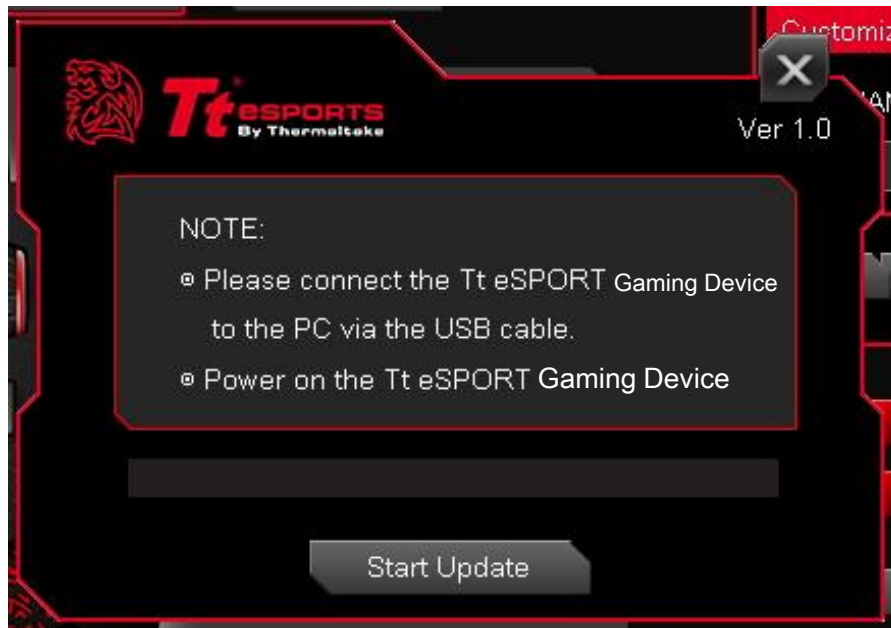 Customiz
Tt eSPORTS
By Thermaltake
Ver 1.0
NOTE:
Please connect the Tt eSPORT Gaming Device
to the PC via the USB cable.
Power on the Tt eSPORT Gaming Device
Start Update